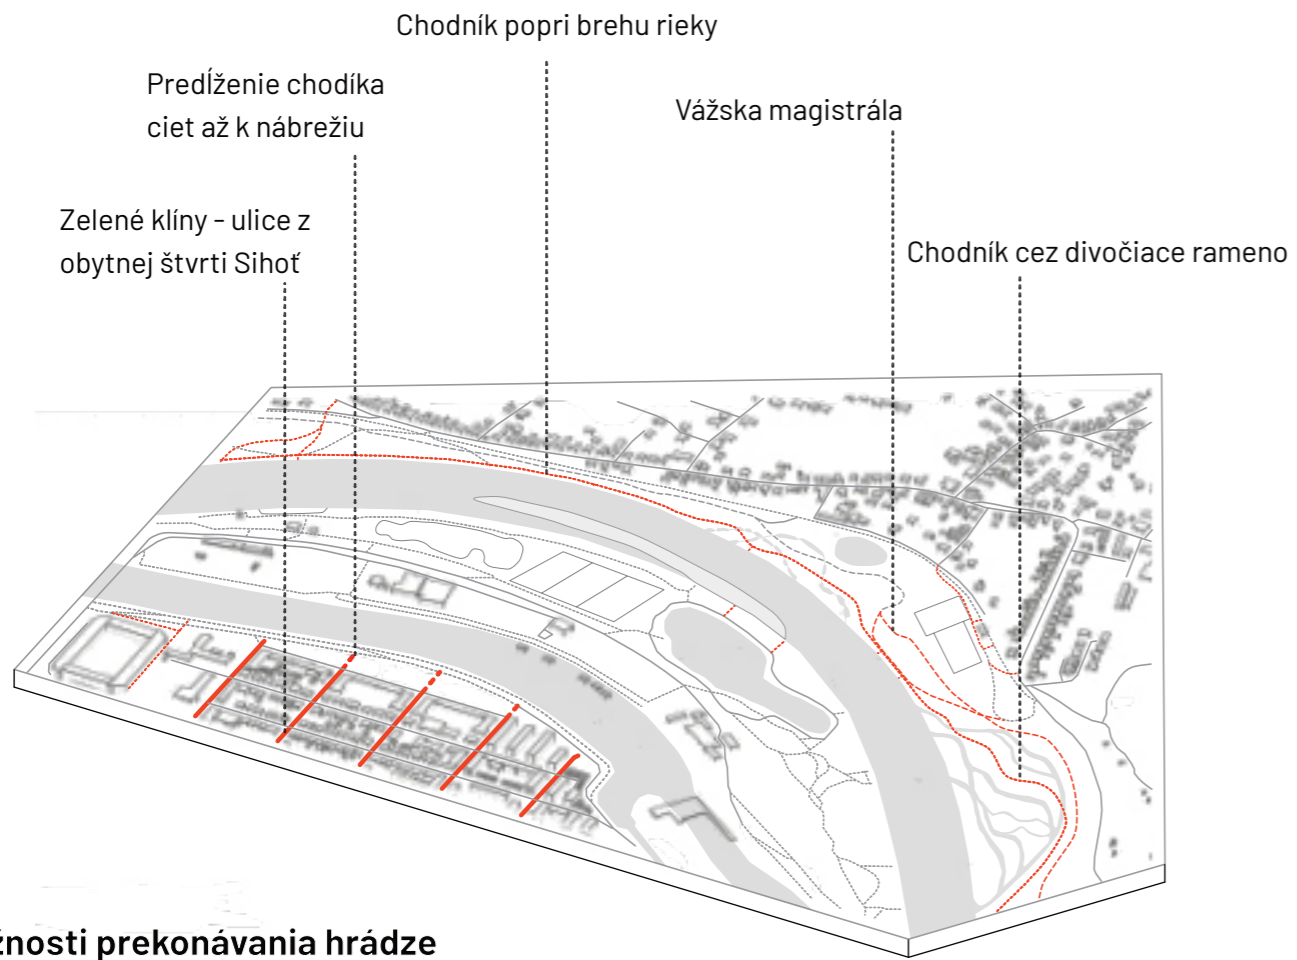 Chodník popri brehu rieky
Predĺženie chodíka
ciet až k nábrežiu
Vážska magistrála
Zelené klíny - ulice z
obytnej štvrti Sihoť
Chodník cez divočiace rameno
prekonávania hrádze